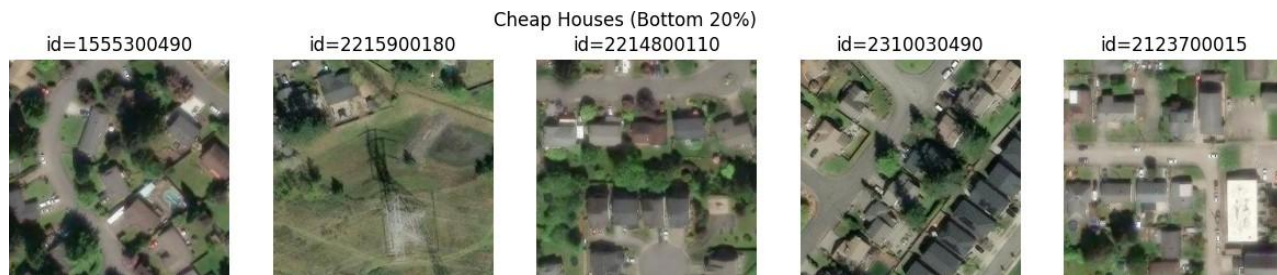 Cheap Houses (Bottom 20%)
id=1555300490
id=2215900180
id=2214800110
id=2310030490
id=2123700015